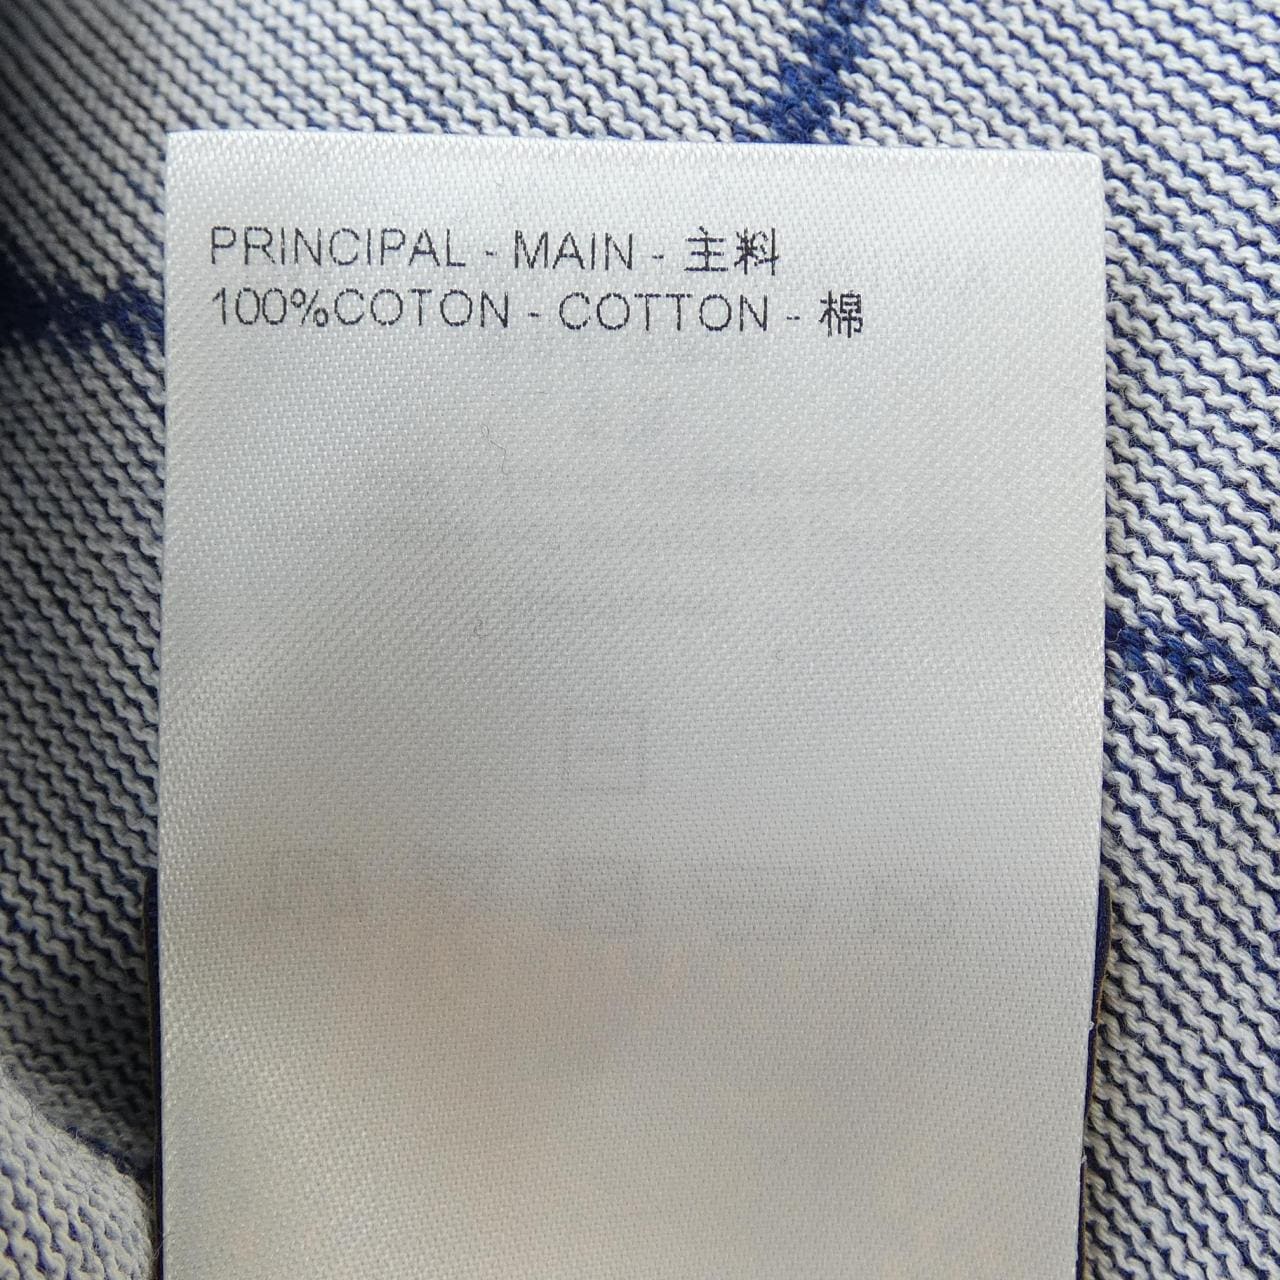 PRINCIPAL - MAIN - 主料
100%COTON - COTTON - 棉